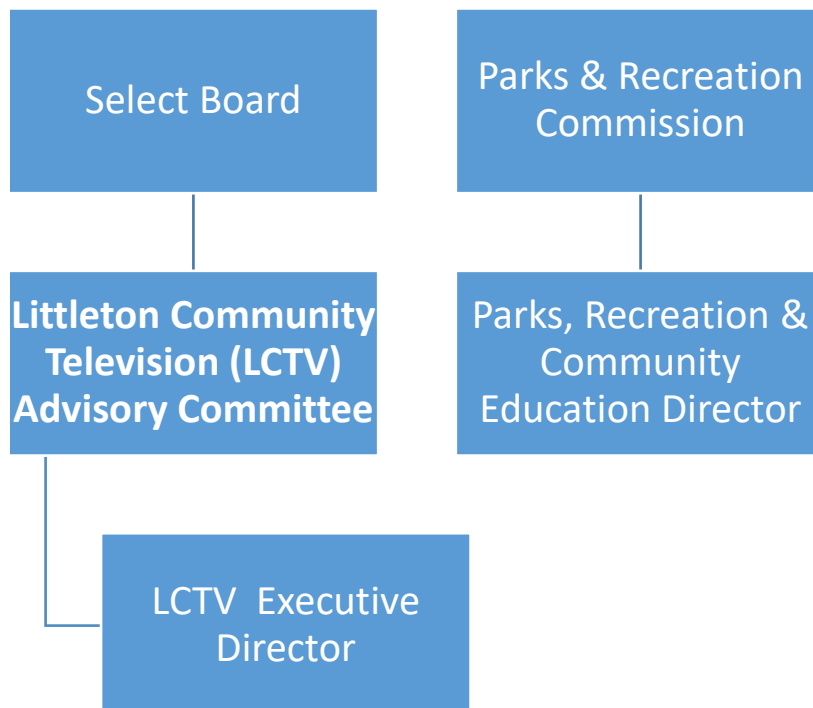 Select Board
Parks & Recreation
Commission
Littleton Community
Television (LCTV)
Advisory Committee
Parks, Recreation &
Community
Education Director
LCTV  Executive
Director